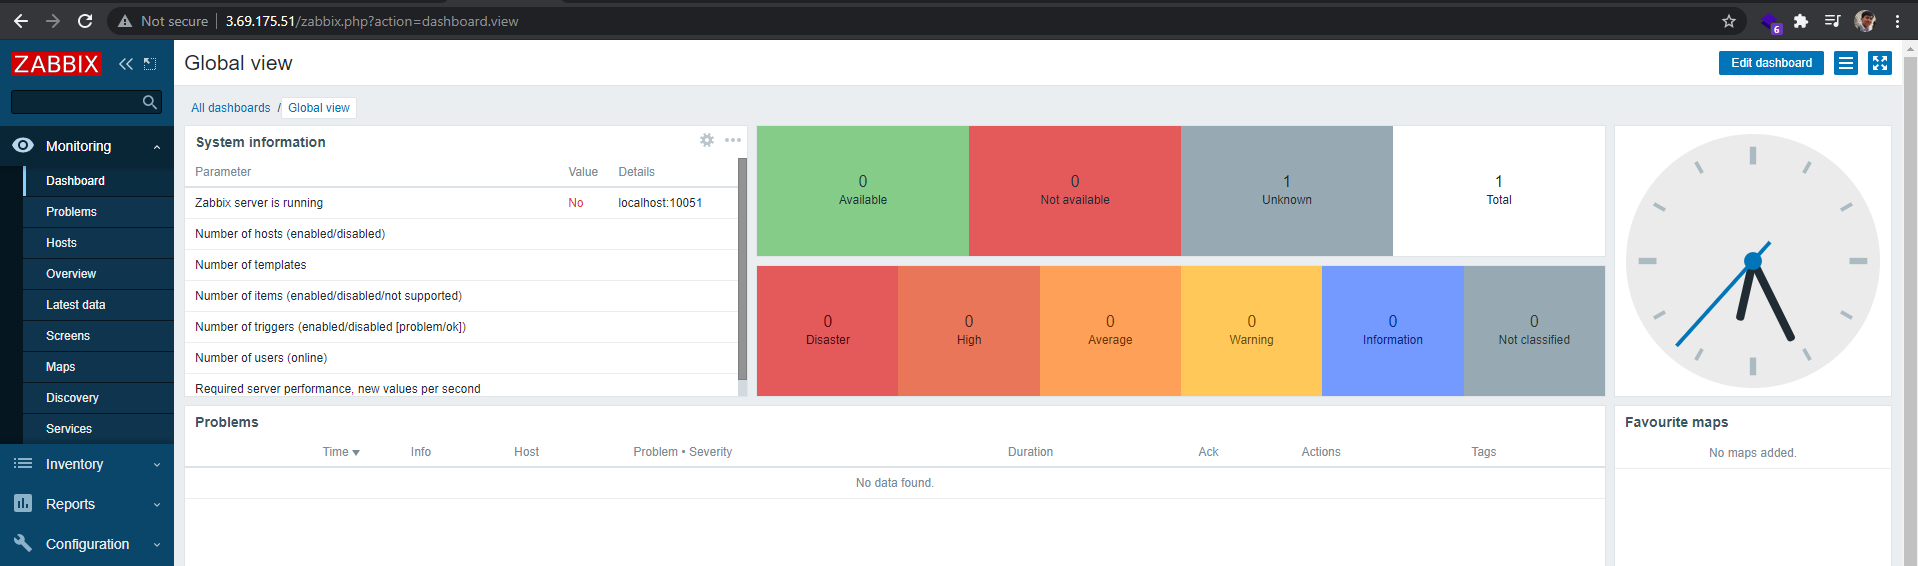 Not secure | 3.69.175.51/zabbix.php?action=dashboard.view
6
ZABBIX
Global view
Edit dashboard
All dashboards / Global view
Monitoring
Dashboard
Problems
Hosts
Overview
Latest data
Screens
Maps
Discovery
Services
Inventory
Reports
Configuration
System information
Parameter Value Details
Zabbix server is running No localhost:10051
Number of hosts (enabled/disabled)
Number of templates
Number of items (enabled/disabled/not supported)
Number of triggers (enabled/disabled [problem/ok])
Number of users (online)
Required server performance, new values per second
0 0 1 1
Available Not available Unknown Total
0 0 0 0 0 0
Disaster High Average Warning Information Not classified
Problems
Time Info Host Problem • Severity Duration Ack Actions Tags
No data found.
Favourite maps
No maps added.